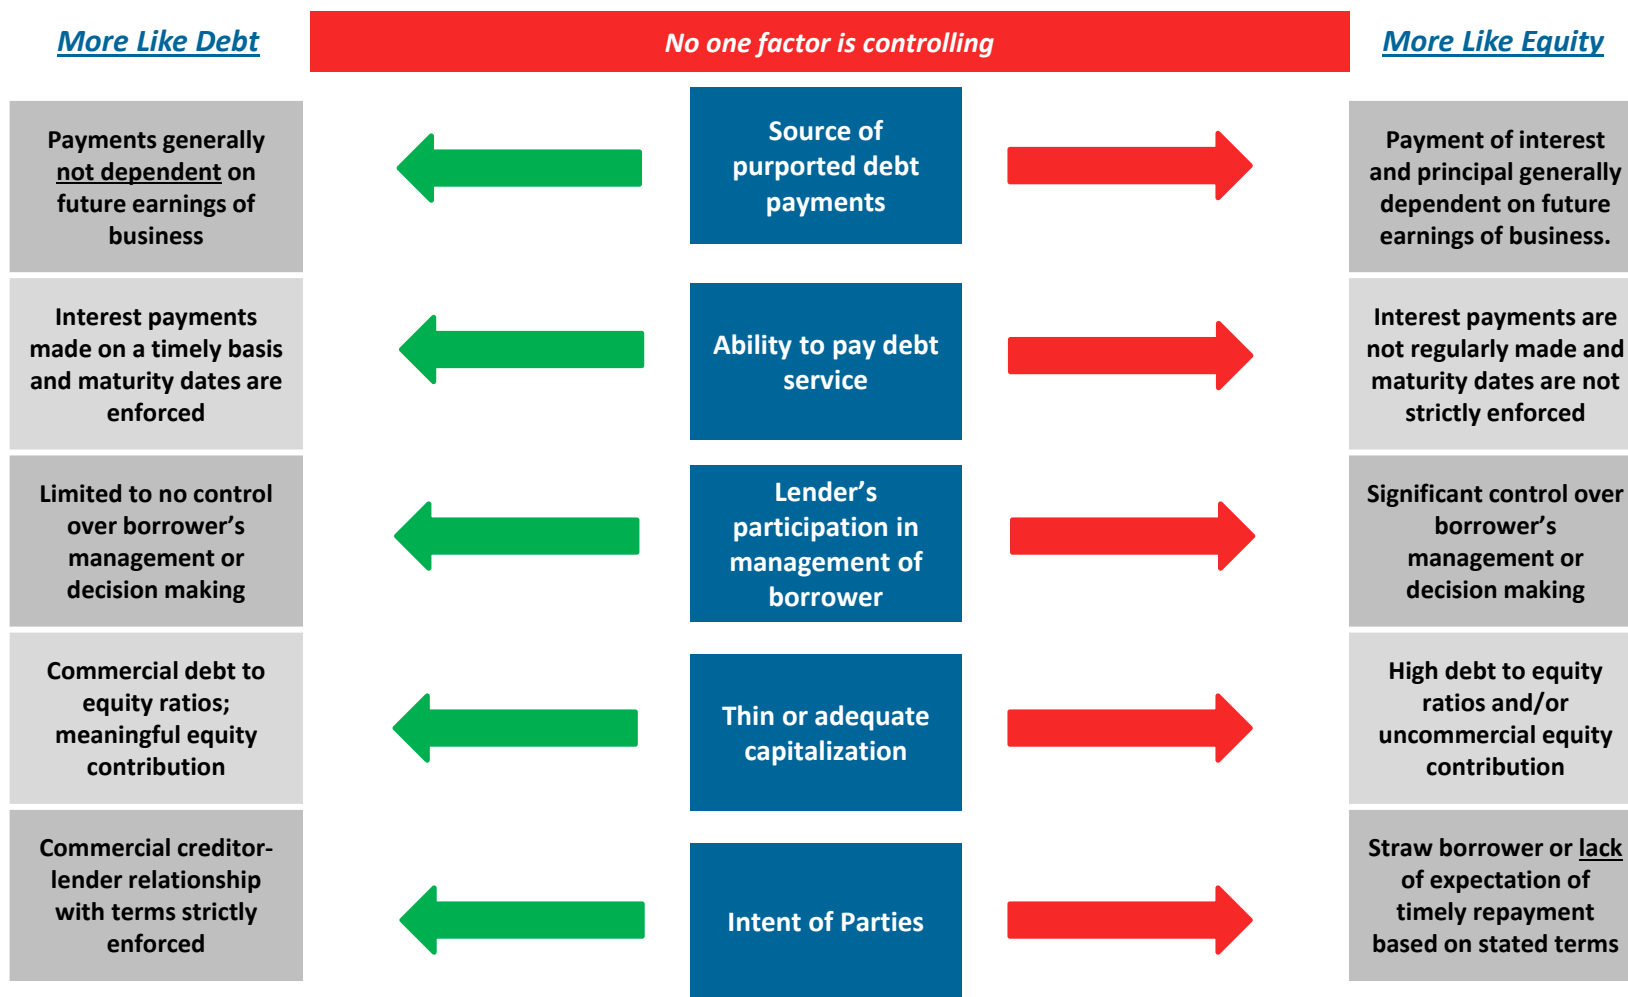 More Like Debt
No one factor is controlling
More Like Equity
Payments generally
not dependent on
future earnings of
business
Source of
purported debt
payments
Payment of interest
and principal generally
dependent on future
earnings of business.
Interest payments
made on a timely basis
and maturity dates are
enforced
Ability to pay debt
service
Interest payments are
not regularly made and
maturity dates are not
strictly enforced
Limited to no control
over borrower’s
management or
decision making
Lender’s
participation in
management of
borrower
Significant control over
borrower’s
management or
decision making
Commercial debt to
equity ratios;
meaningful equity
contribution
Thin or adequate
capitalization
High debt to equity
ratios and/or
uncommercial equity
contribution
Commercial creditor-
lender relationship
with terms strictly
enforced
Intent of Parties
Straw borrower or lack
of expectation of
timely repayment
based on stated terms